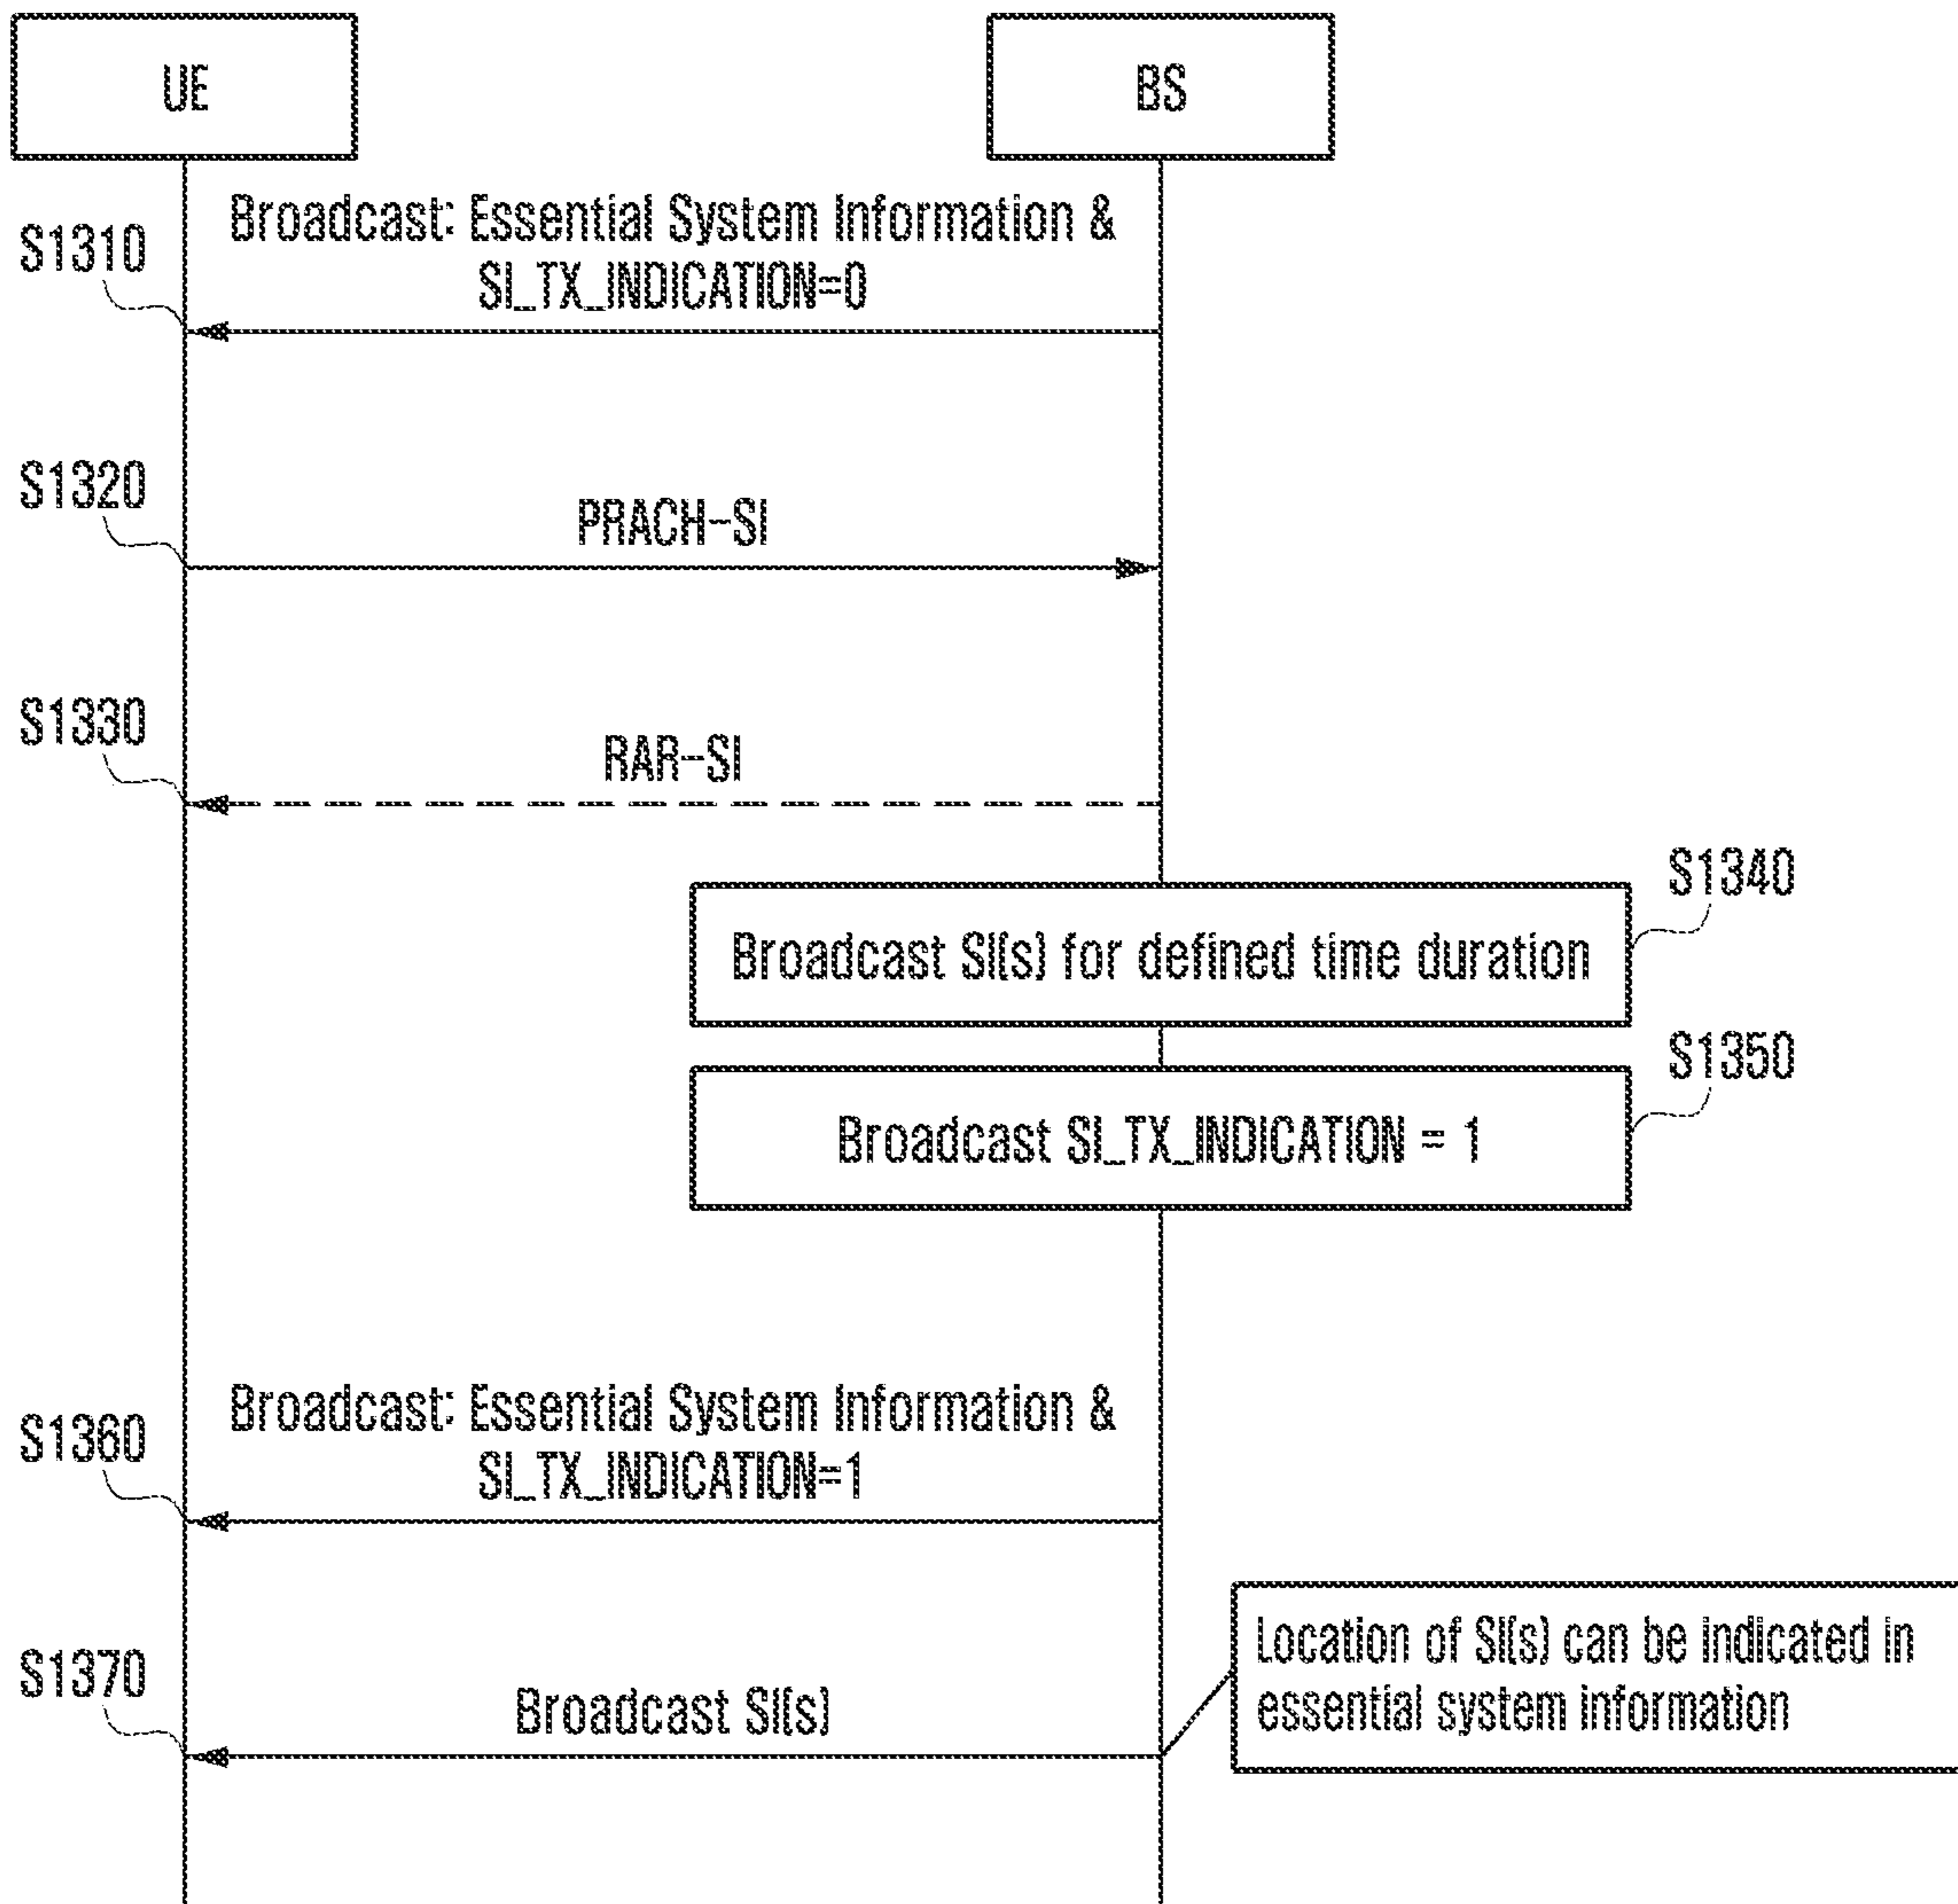 UE
BS
S1310
Broadcast: Essential System Information &
SI_TX_INDICATION=0
S1320
PRACH-SI
S1330
RAR-SI
S1340
Broadcast SI(s) for defined time duration
S1350
Broadcast SI_TX_INDICATION = 1
S1360
Broadcast: Essential System Information &
SI_TX_INDICATION=1
S1370
Broadcast SI(s)
Location of SI(s) can be indicated in
essential system information